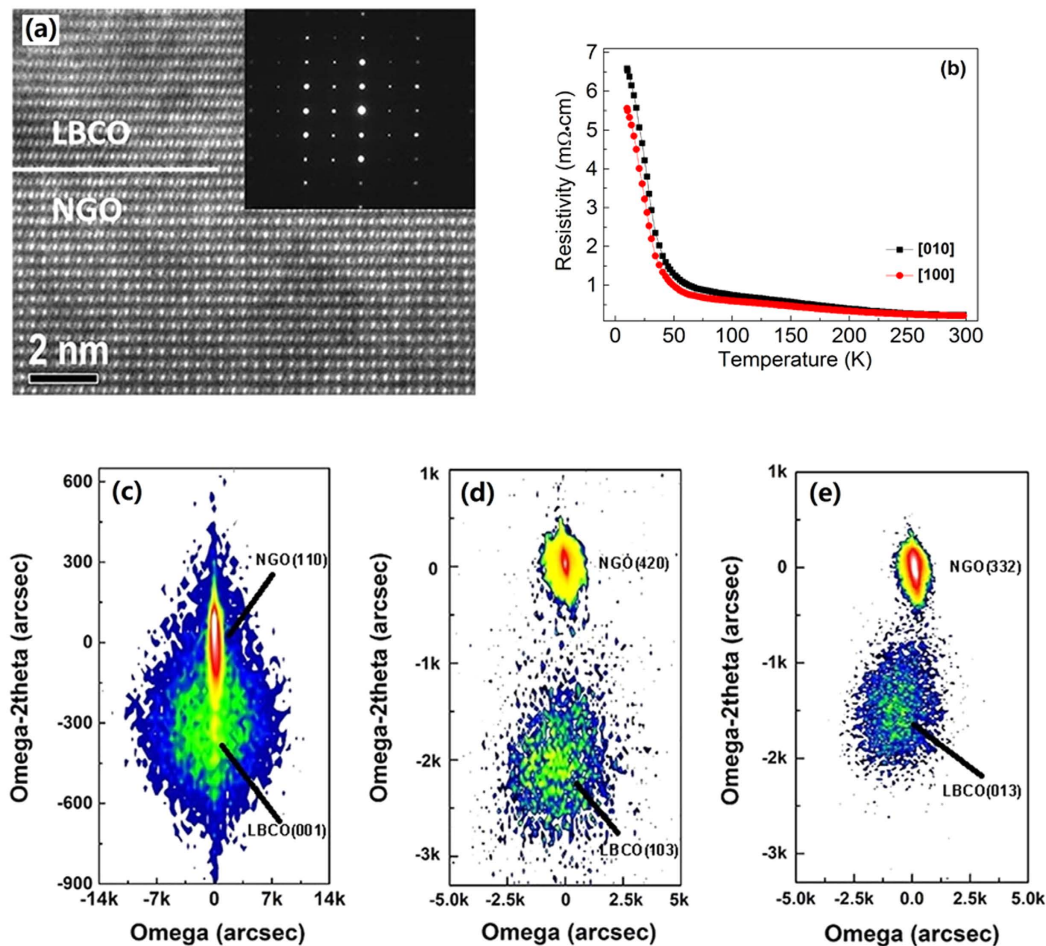 (a)
LBCO
NGO
2 nm
(b)
7
6
5
4
3
2
1
Resistivity (mΩ•cm)
[010]
[100]
0 50 100 150 200 250 300
Temperature (K)
(c)
600
300
0
-300
-600
-900
Omega-2theta (arcsec)
NGO(110)
LBCO(001)
-14k -7k 0 7k 14k
Omega (arcsec)
(d)
1k
0
-1k
-2k
-3k
Omega-2theta (arcsec)
NGO(420)
LBCO(103)
-5.0k -2.5k 0.0 2.5k 5.0k
Omega (arcsec)
(e)
1k
0
-1k
-2k
-3k
Omega-2theta (arcsec)
NGO(332)
LBCO(013)
-5.0k -2.5k 0.0 2.5k 5.0k
Omega (arcsec)